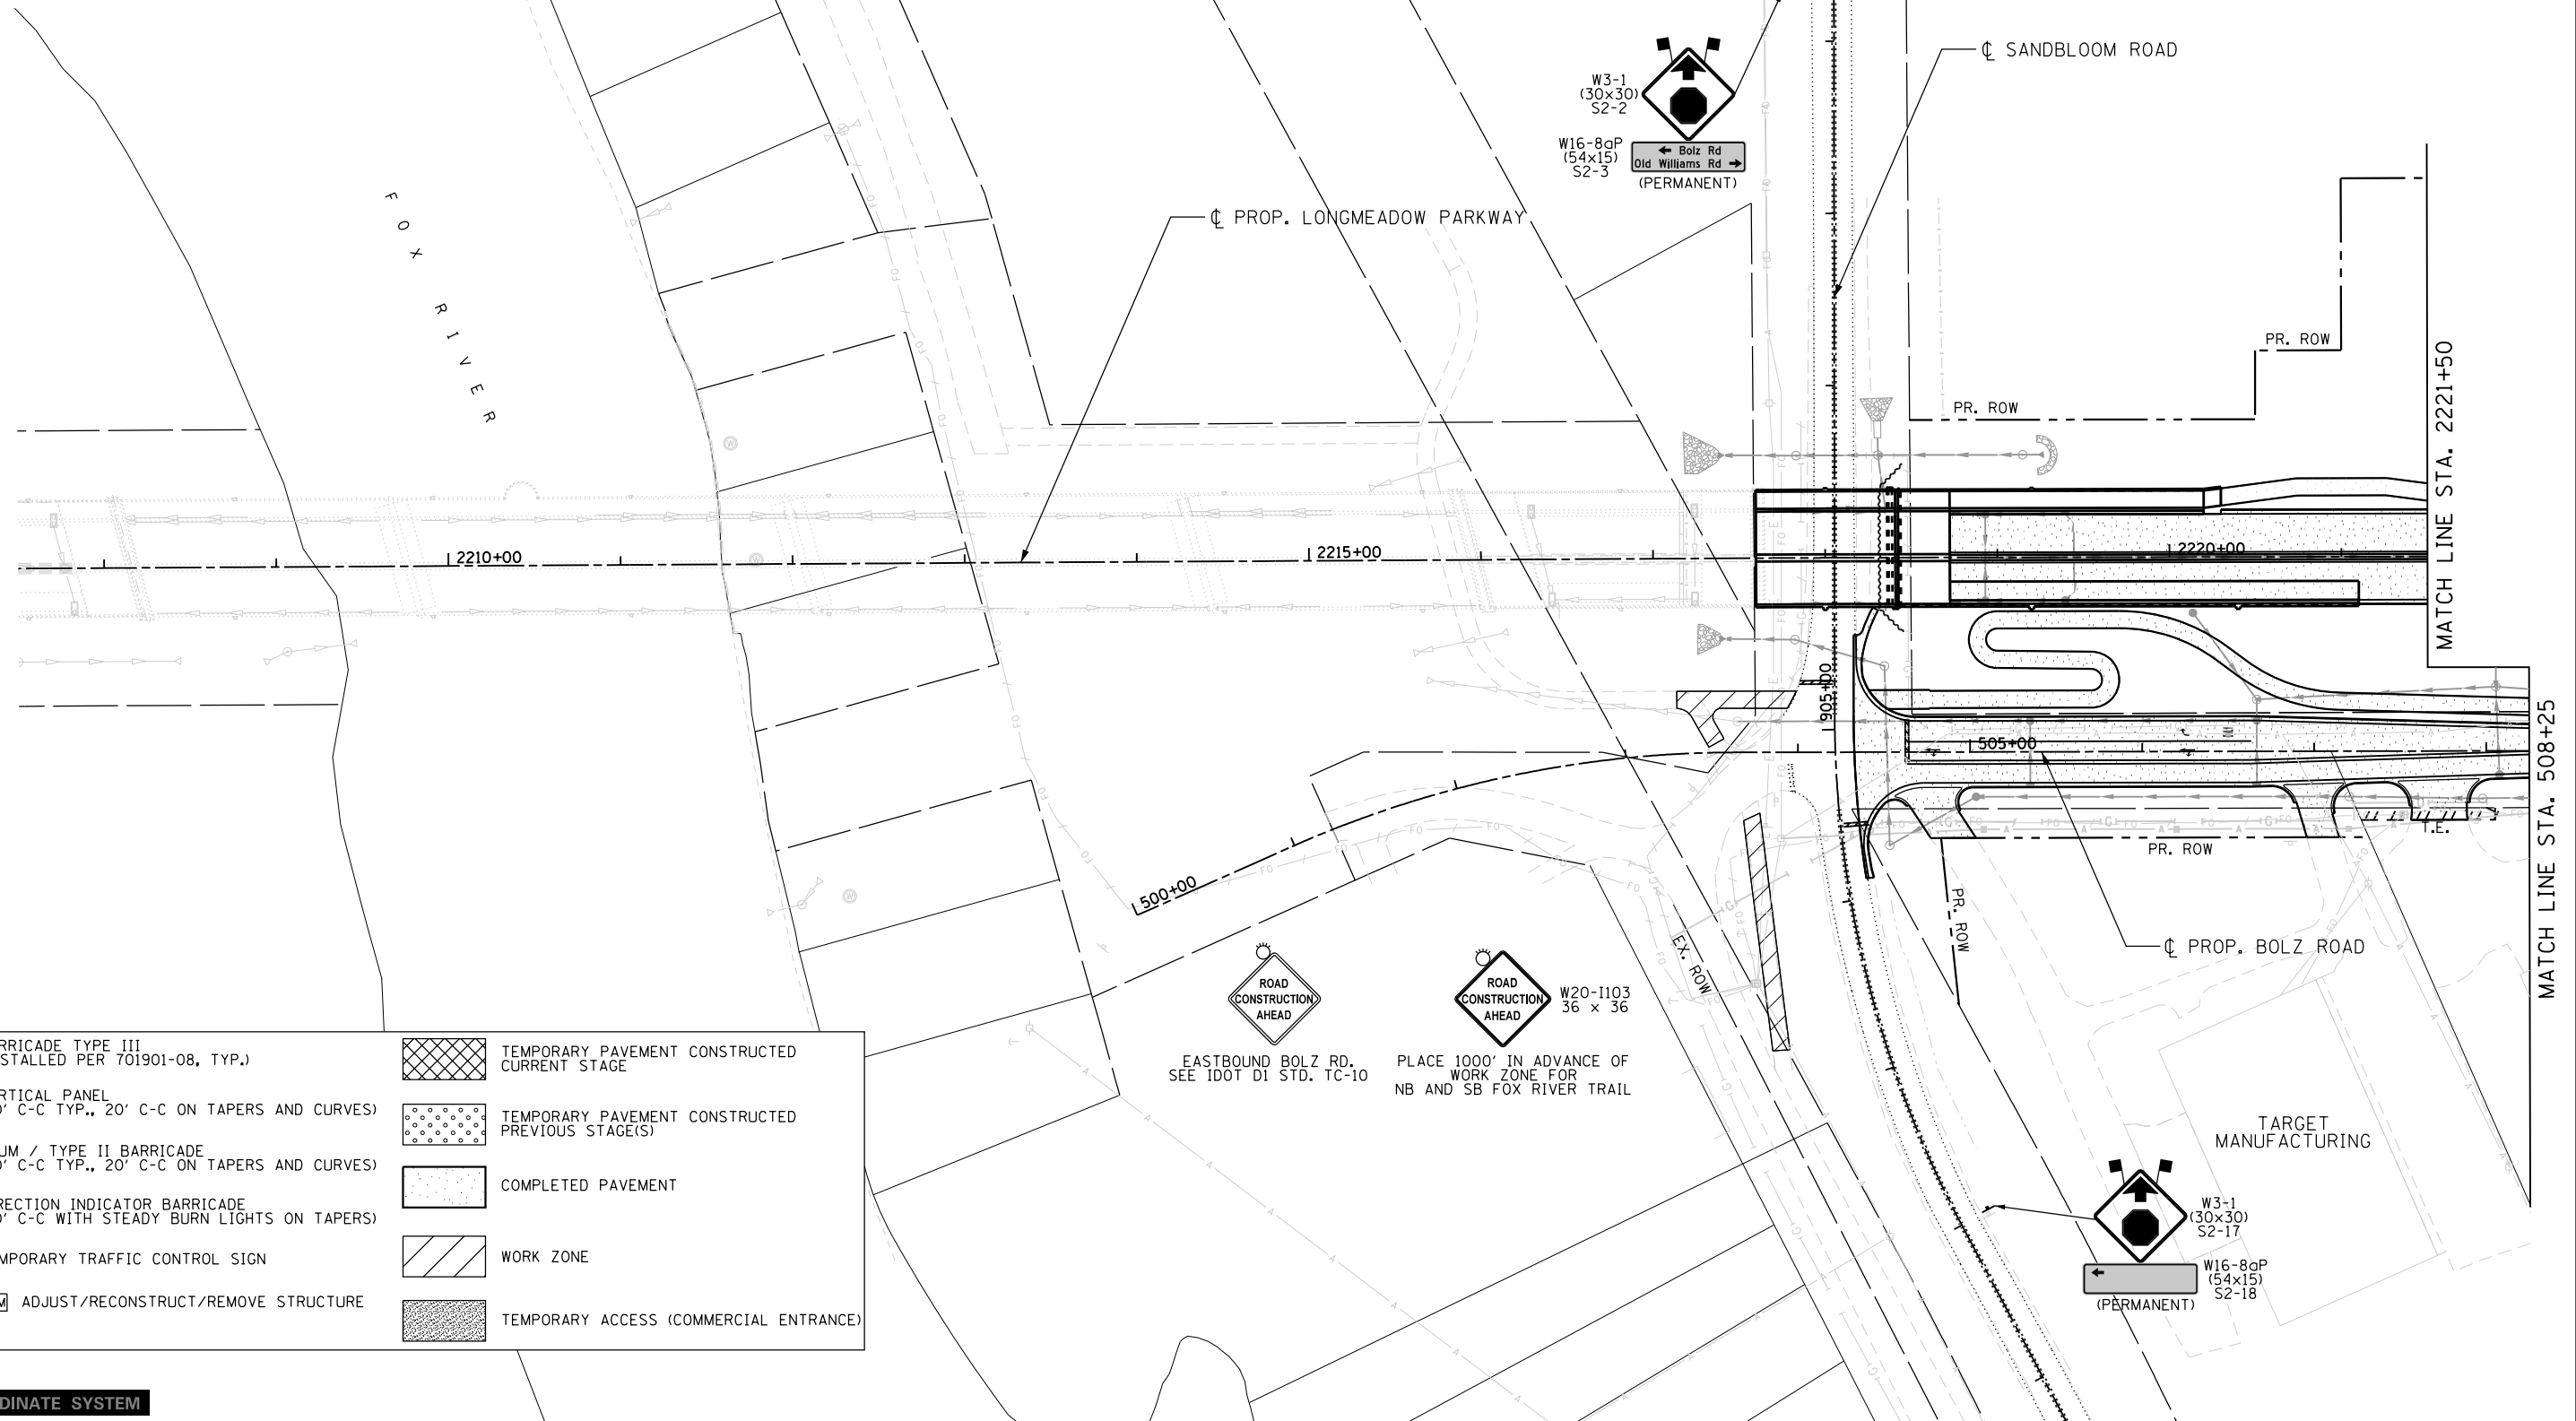 ℄ SANDBLOOM ROAD
W3-1
(30x30)
S2-2
W16-8aP
(54x15)
S2-3
← Bolz Rd
Old Williams Rd →
(PERMANENT)
℄ PROP. LONGMEADOW PARKWAY
FOX RIVER
PR. ROW
PR. ROW
MATCH LINE STA. 2221+50
2210+00
2215+00
2220+00
905+00
505+00
500+00
MATCH LINE STA. 508+25
T.E.
PR. ROW
PR. ROW
EX. ROW
℄ PROP. BOLZ ROAD
ROAD
CONSTRUCTION
AHEAD
EASTBOUND BOLZ RD.
SEE IDOT D1 STD. TC-10
ROAD
CONSTRUCTION
AHEAD
W20-I103
36 x 36
PLACE 1000' IN ADVANCE OF
WORK ZONE FOR
NB AND SB FOX RIVER TRAIL
TARGET
MANUFACTURING
W3-1
(30x30)
S2-17
W16-8aP
(54x15)
S2-18
(PERMANENT)
RRICADE TYPE III
STALLED PER 701901-08, TYP.)
RTICAL PANEL
0' C-C TYP., 20' C-C ON TAPERS AND CURVES)
UM / TYPE II BARRICADE
0' C-C TYP., 20' C-C ON TAPERS AND CURVES)
RECTION INDICATOR BARRICADE
0' C-C WITH STEADY BURN LIGHTS ON TAPERS)
MPORARY TRAFFIC CONTROL SIGN
M ADJUST/RECONSTRUCT/REMOVE STRUCTURE
TEMPORARY PAVEMENT CONSTRUCTED
CURRENT STAGE
TEMPORARY PAVEMENT CONSTRUCTED
PREVIOUS STAGE(S)
COMPLETED PAVEMENT
WORK ZONE
TEMPORARY ACCESS (COMMERCIAL ENTRANCE)
DINATE SYSTEM